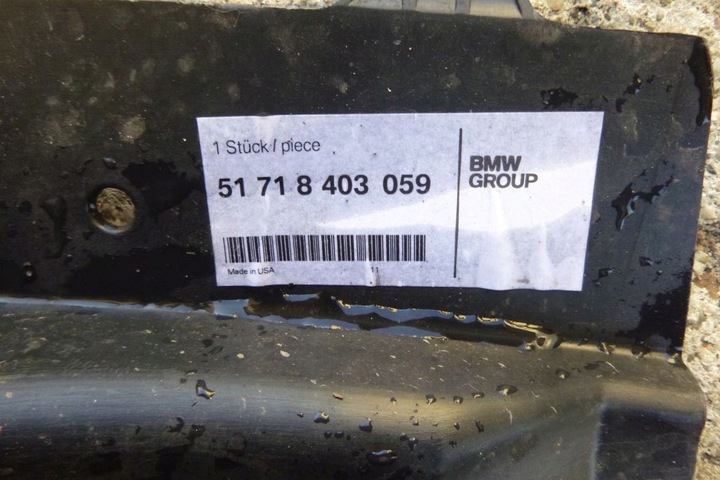 1 Stück / piece
51 71 8 403 059
BMW
GROUP
Made in USA
11